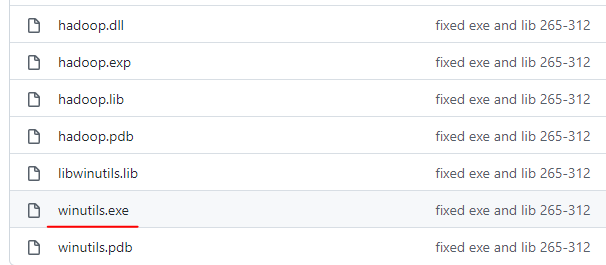 hadoop.dll fixed exe and lib 265-312
hadoop.exp fixed exe and lib 265-312
hadoop.lib fixed exe and lib 265-312
hadoop.pdb fixed exe and lib 265-312
libwinutils.lib fixed exe and lib 265-312
winutils.exe fixed exe and lib 265-312
winutils.pdb fixed exe and lib 265-312